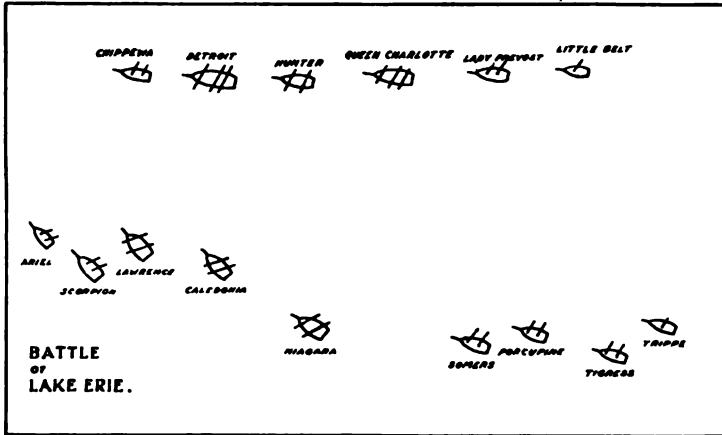 CHIPPEWA DETROIT HUNTER QUEEN CHARLOTTE LADY PREVOST LITTLE BELT
ARIEL SCORPION LAWRENCE CALEDONIA
NIAGARA SOMERS PORCUPINE TIGRESS TRIPPE
BATTLE
OF
LAKE ERIE.